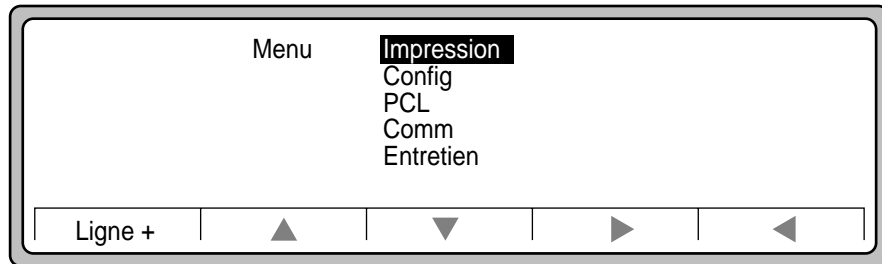 Menu Impression
Config
PCL
Comm
Entretien
Ligne +